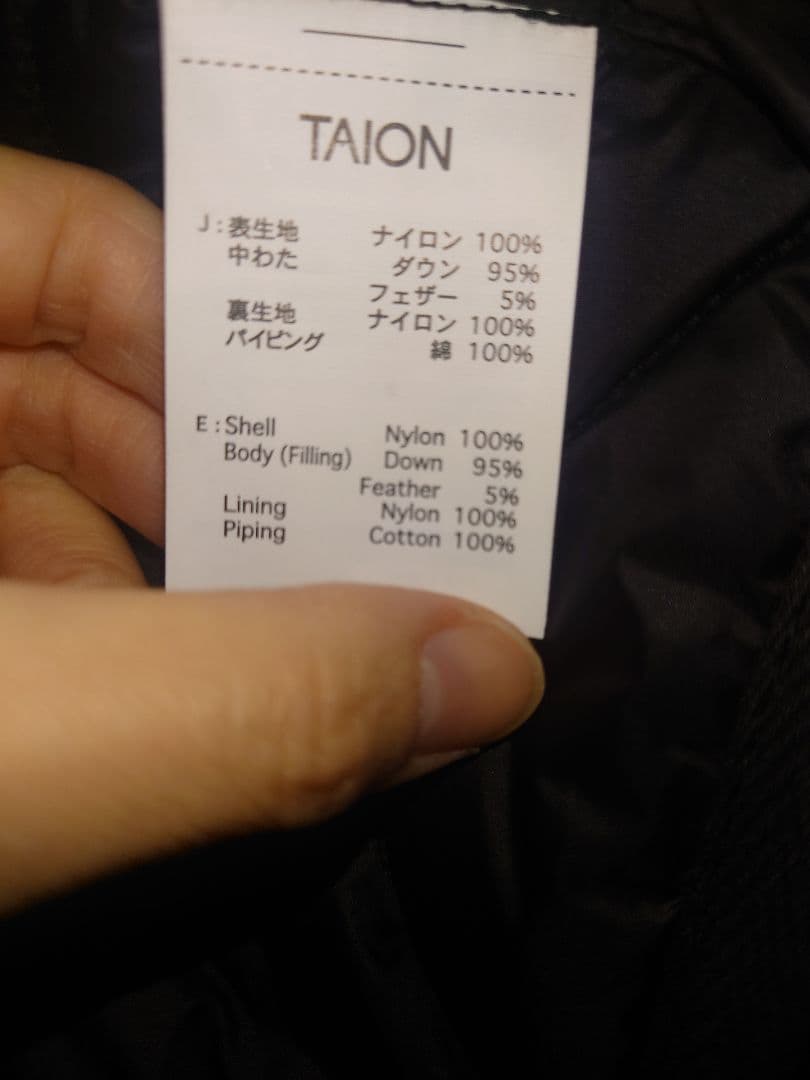 TAION
J : 表生地 ナイロン 100%
中わた ダウン 95%
フェザー 5%
裏生地 ナイロン 100%
パイピング 綿 100%
E : Shell Nylon 100%
Body (Filling) Down 95%
Feather 5%
Lining Nylon 100%
Piping Cotton 100%